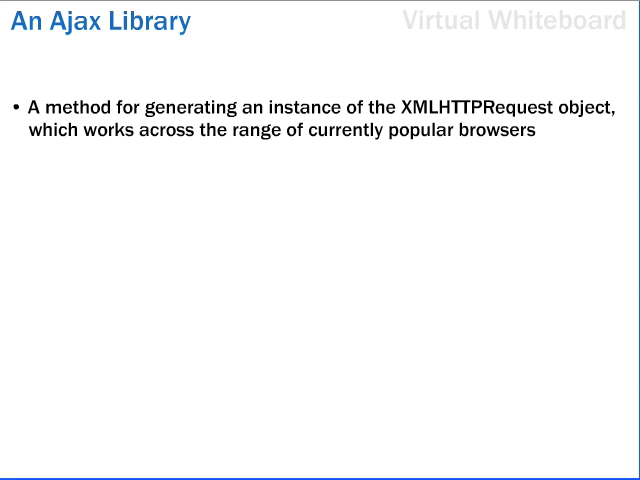 An Ajax Library
Virtual Whiteboard
• A method for generating an instance of the XMLHTTPRequest object,
which works across the range of currently popular browsers